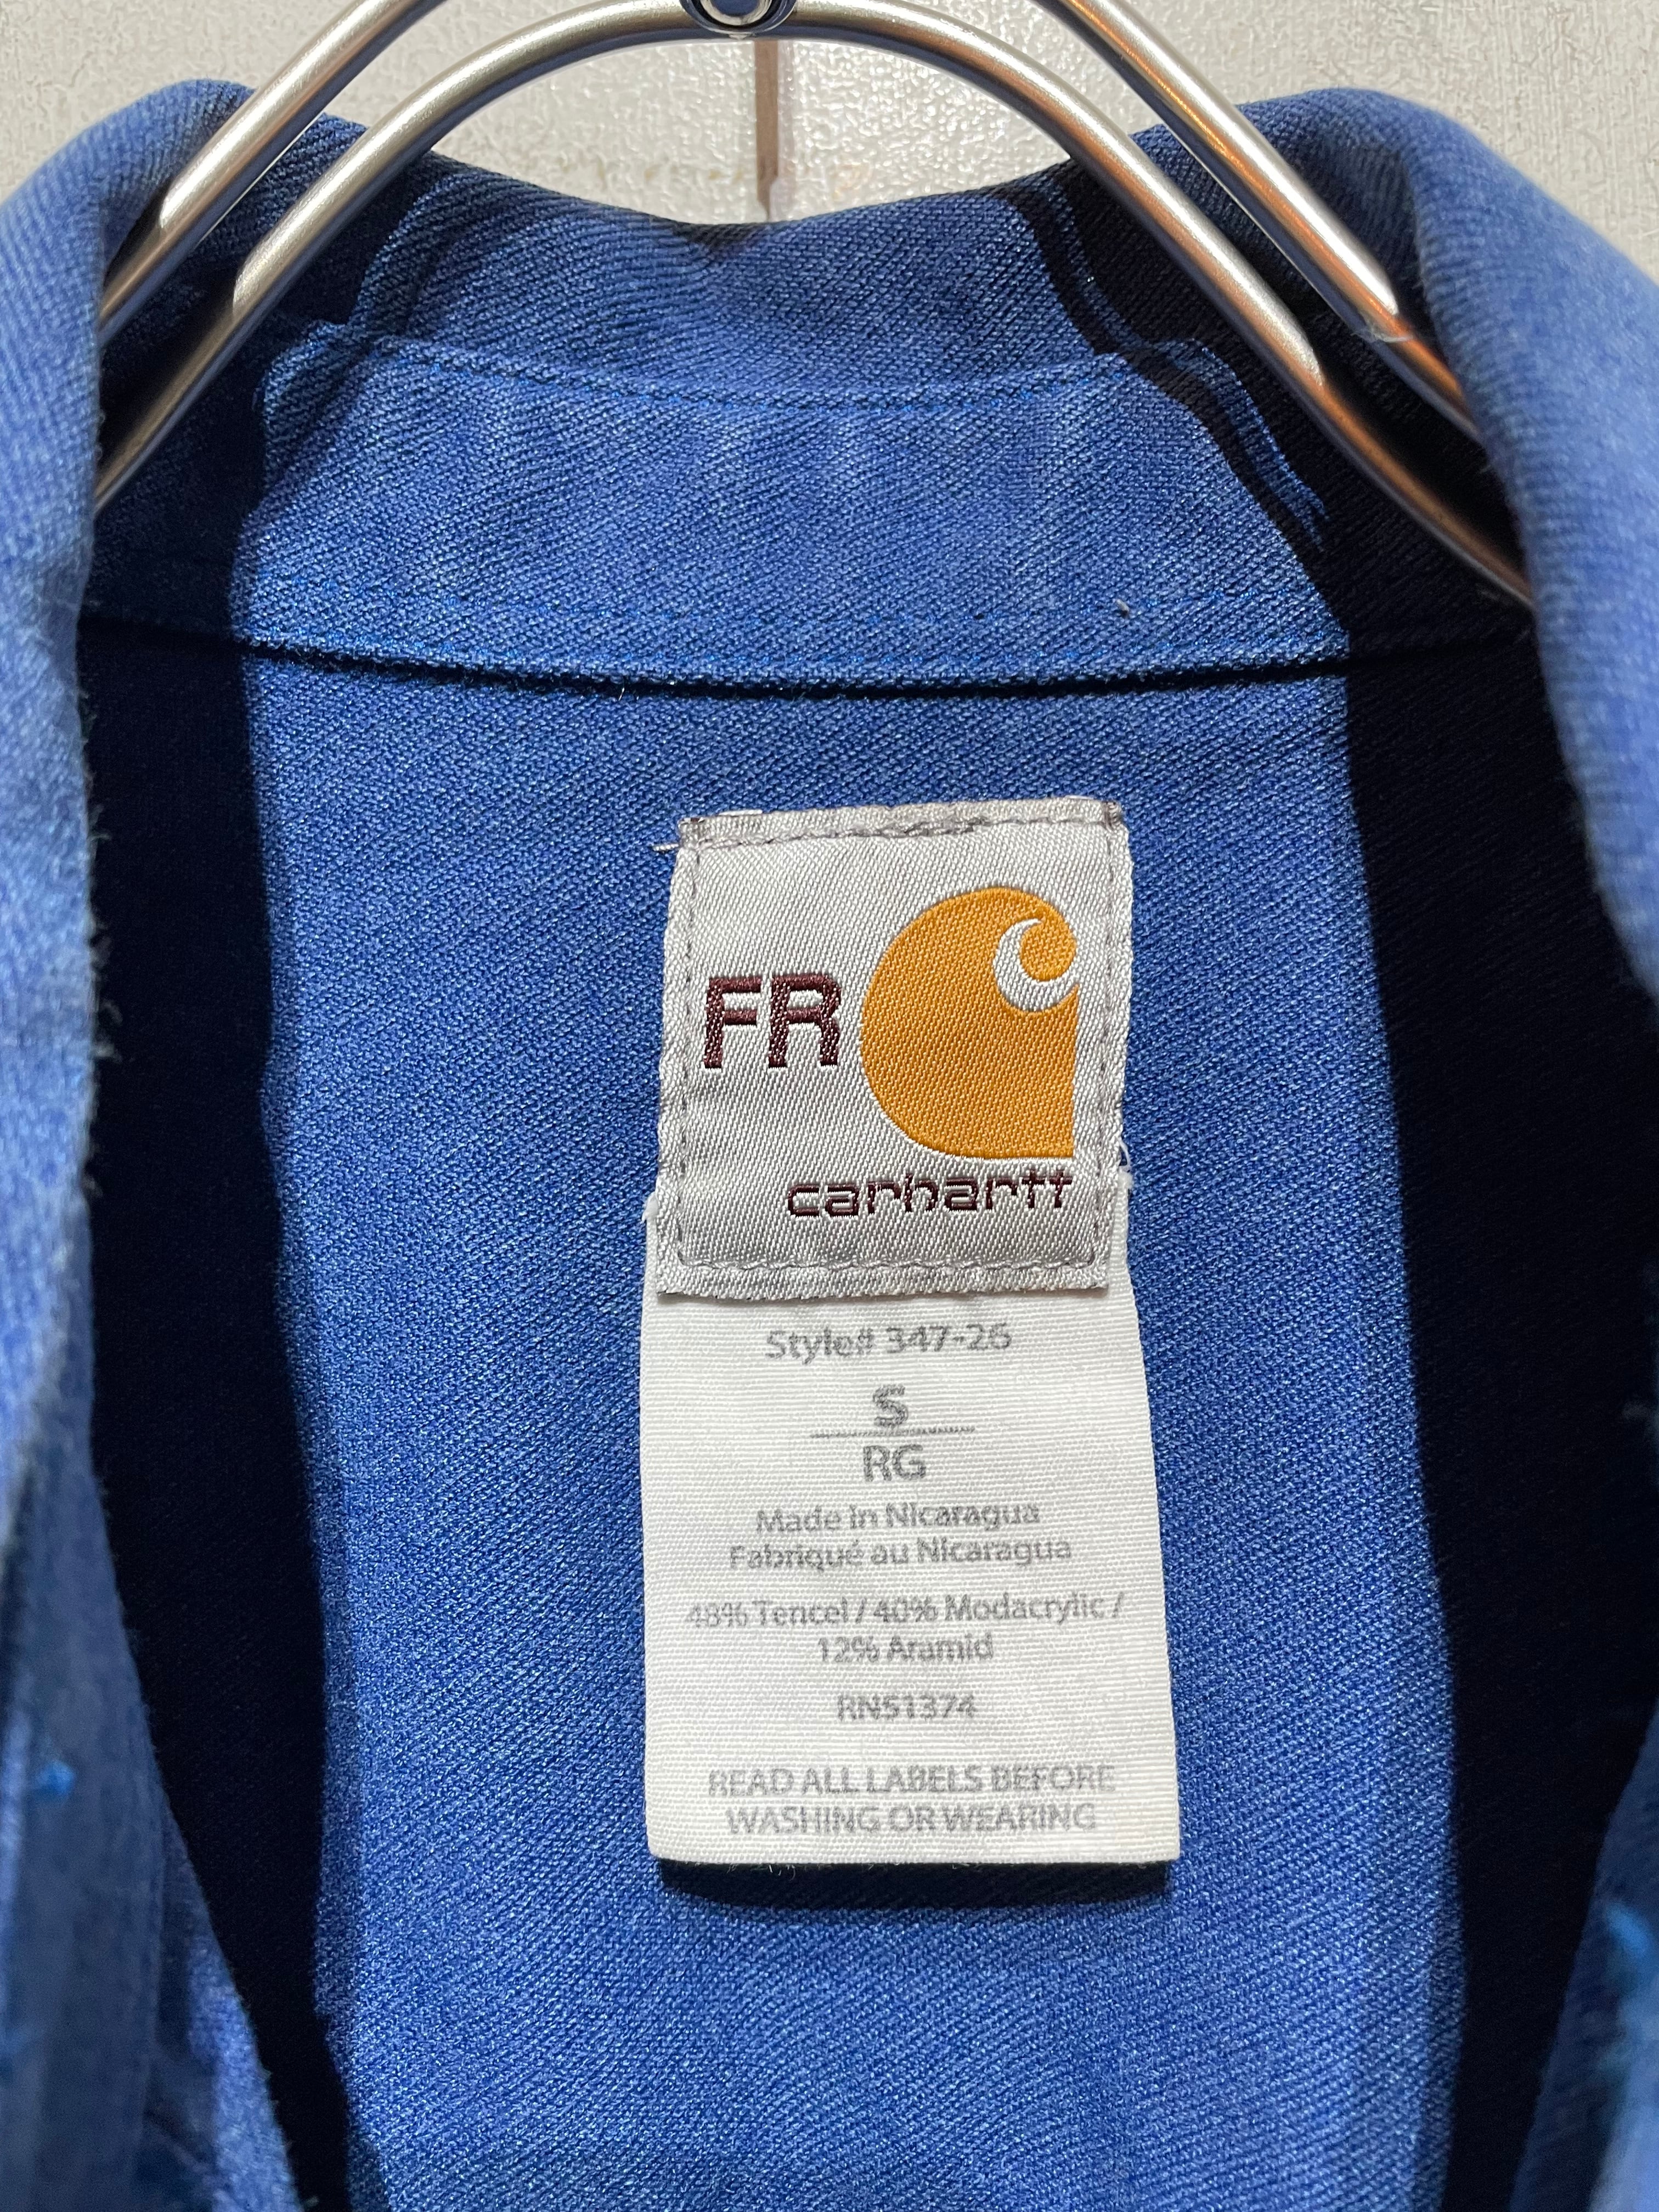 FR
carhartt
Style# 347-26
S
RG
Made in Nicaragua
Fabriqué au Nicaragua
48% Tencel / 40% Modacrylic /
12% Aramid
RN51374
READ ALL LABELS BEFORE
WASHING OR WEARING